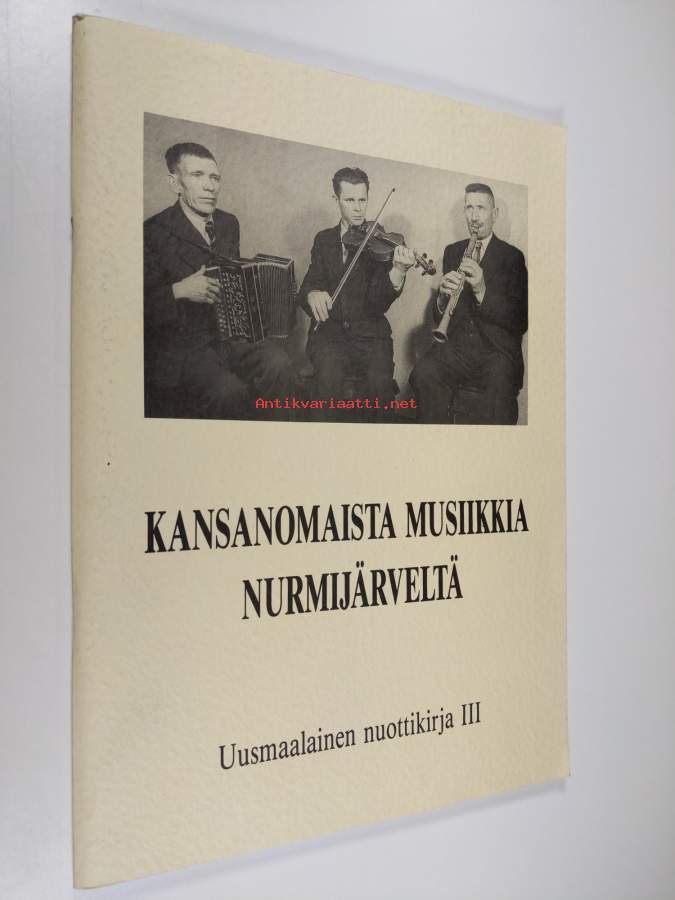 Antikvariaatti.net
KANSANOMAISTA MUSIIKKIA
NURMIJÄRVELTÄ
Uusmaalainen nuottikirja III